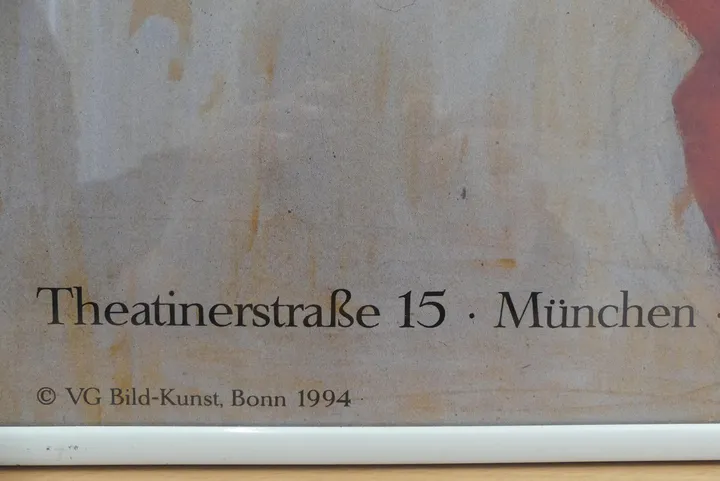 Theatinerstraße 15 · München ·
© VG Bild-Kunst, Bonn 1994